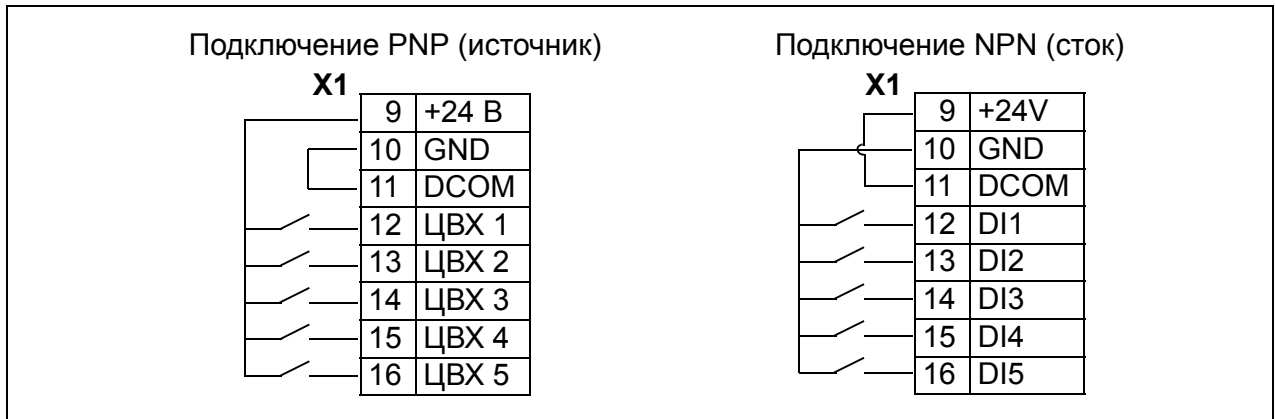 Подключение PNP (источник)
X1
9 +24 В
10 GND
11 DCOM
12 ЦВХ 1
13 ЦВХ 2
14 ЦВХ 3
15 ЦВХ 4
16 ЦВХ 5
Подключение NPN (сток)
X1
9 +24V
10 GND
11 DCOM
12 DI1
13 DI2
14 DI3
15 DI4
16 DI5